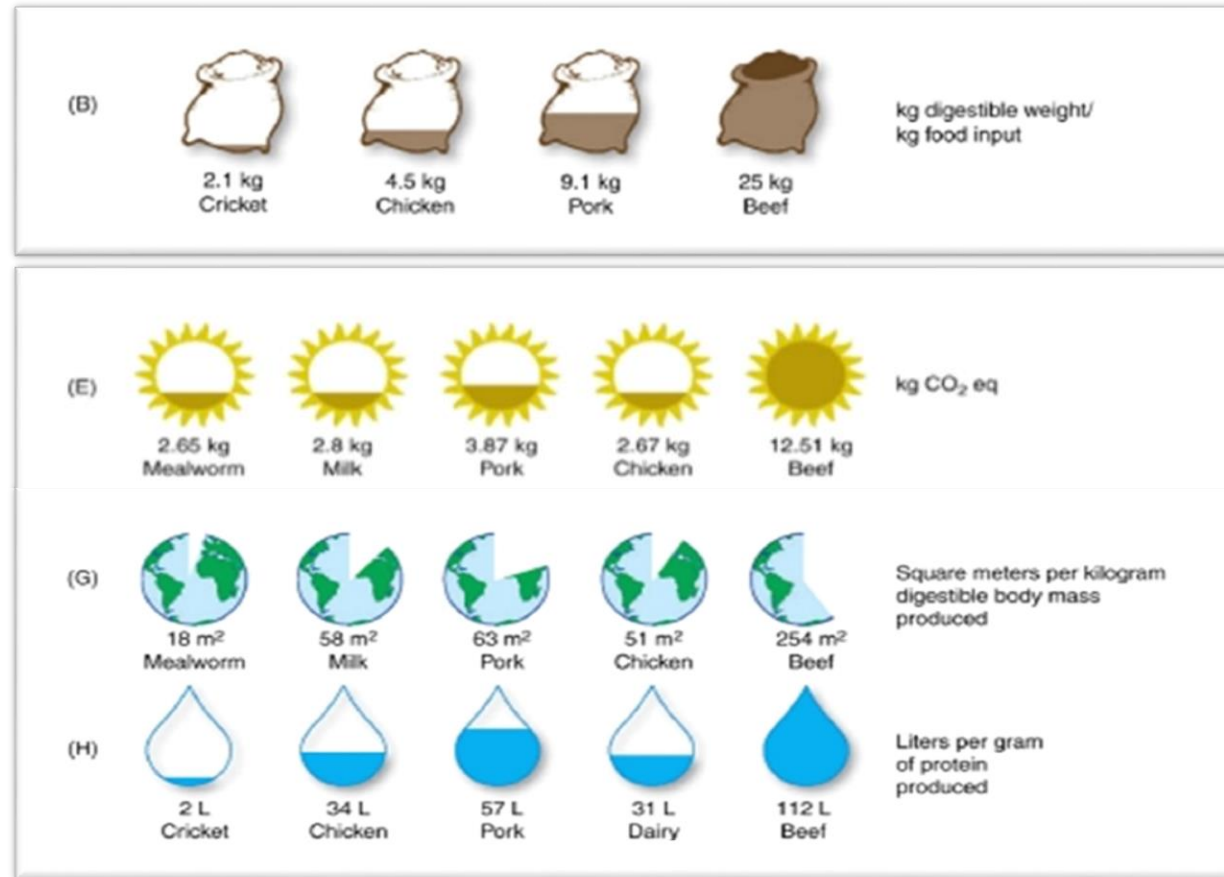 (B)
2.1 kg
Cricket
4.5 kg
Chicken
9.1 kg
Pork
25 kg
Beef
kg digestible weight/
kg food input
(E)
2.65 kg
Mealworm
2.8 kg
Milk
3.87 kg
Pork
2.67 kg
Chicken
12.51 kg
Beef
kg CO₂ eq
(G)
18 m²
Mealworm
58 m²
Milk
63 m²
Pork
51 m²
Chicken
254 m²
Beef
Square meters per kilogram
digestible body mass
produced
(H)
2 L
Cricket
34 L
Chicken
57 L
Pork
31 L
Dairy
112 L
Beef
Liters per gram
of protein
produced